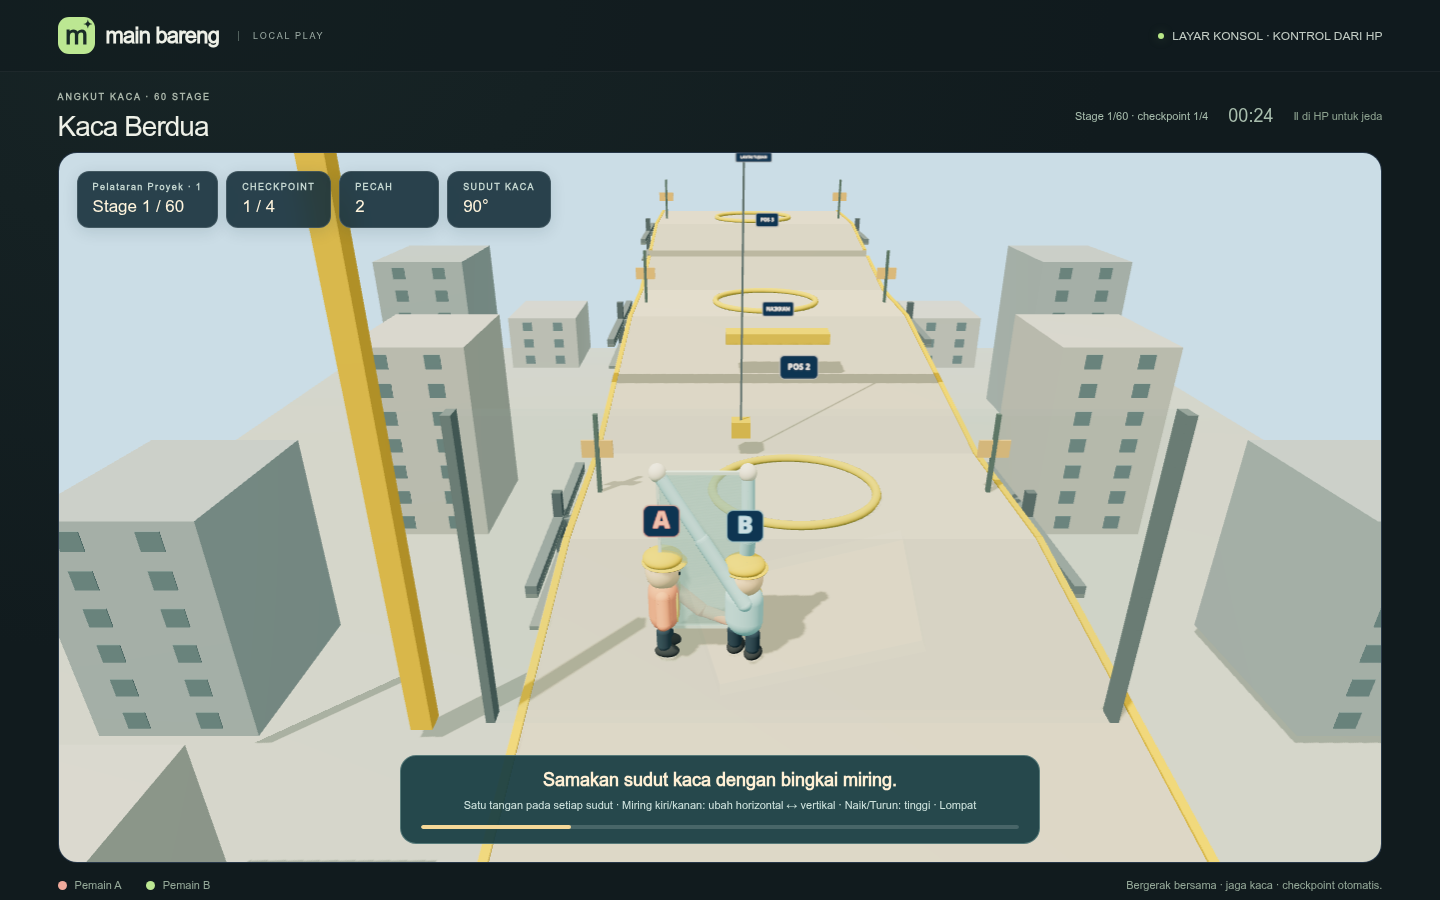 m main bareng
LOCAL PLAY
LAYAR KONSOL · KONTROL DARI HP
ANGKUT KACA · 60 STAGE
Kaca Berdua
Stage 1/60 · checkpoint 1/4
00:24
II di HP untuk jeda
Pelataran Proyek · 1
Stage 1 / 60
CHECKPOINT
1 / 4
PECAH
2
SUDUT KACA
90°
POS 3
POS 2
A
B
Samakan sudut kaca dengan bingkai miring.
Satu tangan pada setiap sudut · Miring kiri/kanan: ubah horizontal ↔ vertikal · Naik/Turun: tinggi · Lompat
Pemain A
Pemain B
Bergerak bersama · jaga kaca · checkpoint otomatis.